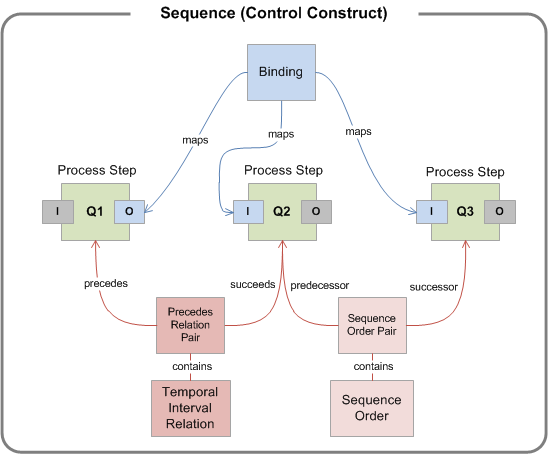 Sequence (Control Construct)
Binding
maps
maps
maps
Process Step
Process Step
Process Step
I
Q1
O
I
Q2
O
I
Q3
O
precedes
succeeds
predecessor
successor
Precedes
Relation
Pair
Sequence
Order Pair
contains
contains
Temporal
Interval
Relation
Sequence
Order